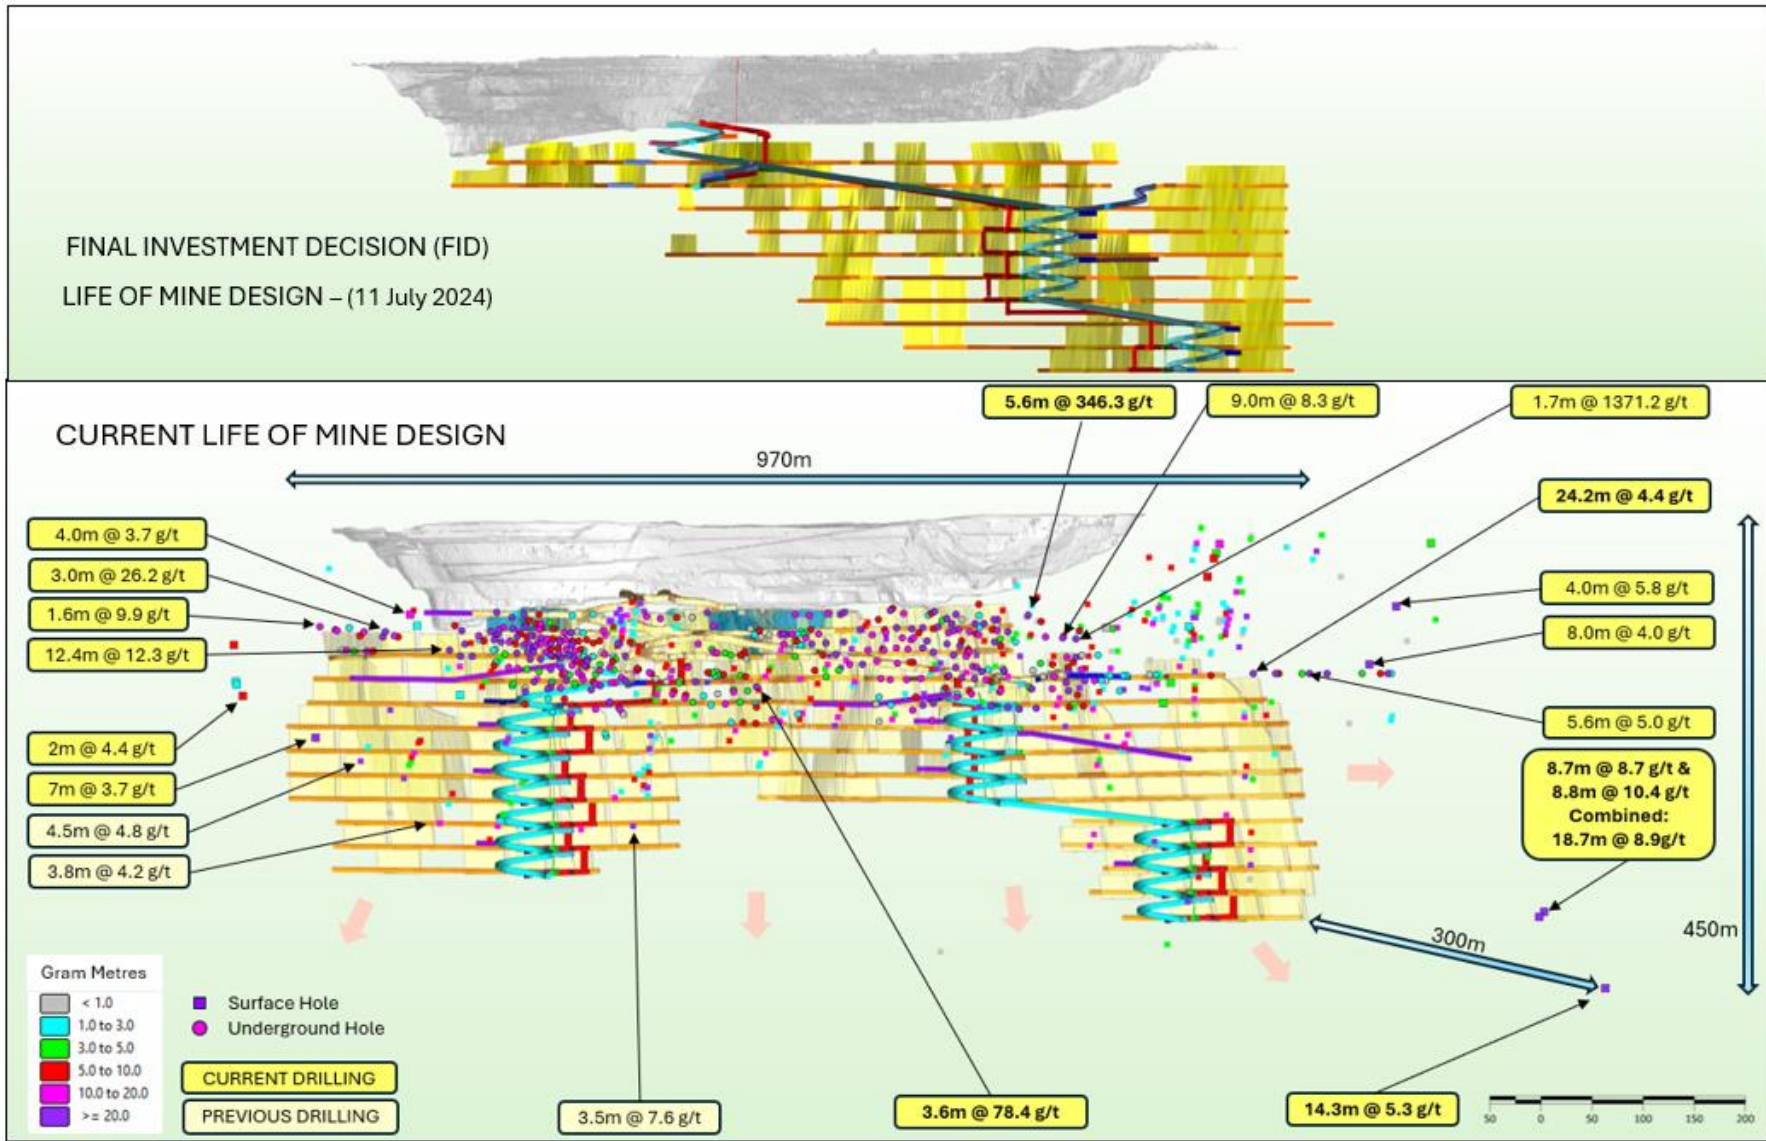 FINAL INVESTMENT DECISION (FID)
LIFE OF MINE DESIGN – (11 July 2024)
CURRENT LIFE OF MINE DESIGN
5.6m @ 346.3 g/t
9.0m @ 8.3 g/t
1.7m @ 1371.2 g/t
970m
24.2m @ 4.4 g/t
4.0m @ 3.7 g/t
3.0m @ 26.2 g/t
1.6m @ 9.9 g/t
12.4m @ 12.3 g/t
4.0m @ 5.8 g/t
8.0m @ 4.0 g/t
5.6m @ 5.0 g/t
2m @ 4.4 g/t
7m @ 3.7 g/t
4.5m @ 4.8 g/t
3.8m @ 4.2 g/t
8.7m @ 8.7 g/t &
8.8m @ 10.4 g/t
Combined:
18.7m @ 8.9g/t
450m
300m
Gram Metres
< 1.0
1.0 to 3.0
3.0 to 5.0
5.0 to 10.0
10.0 to 20.0
>= 20.0
Surface Hole
Underground Hole
CURRENT DRILLING
PREVIOUS DRILLING
3.5m @ 7.6 g/t
3.6m @ 78.4 g/t
14.3m @ 5.3 g/t
50 0 50 100 150 200